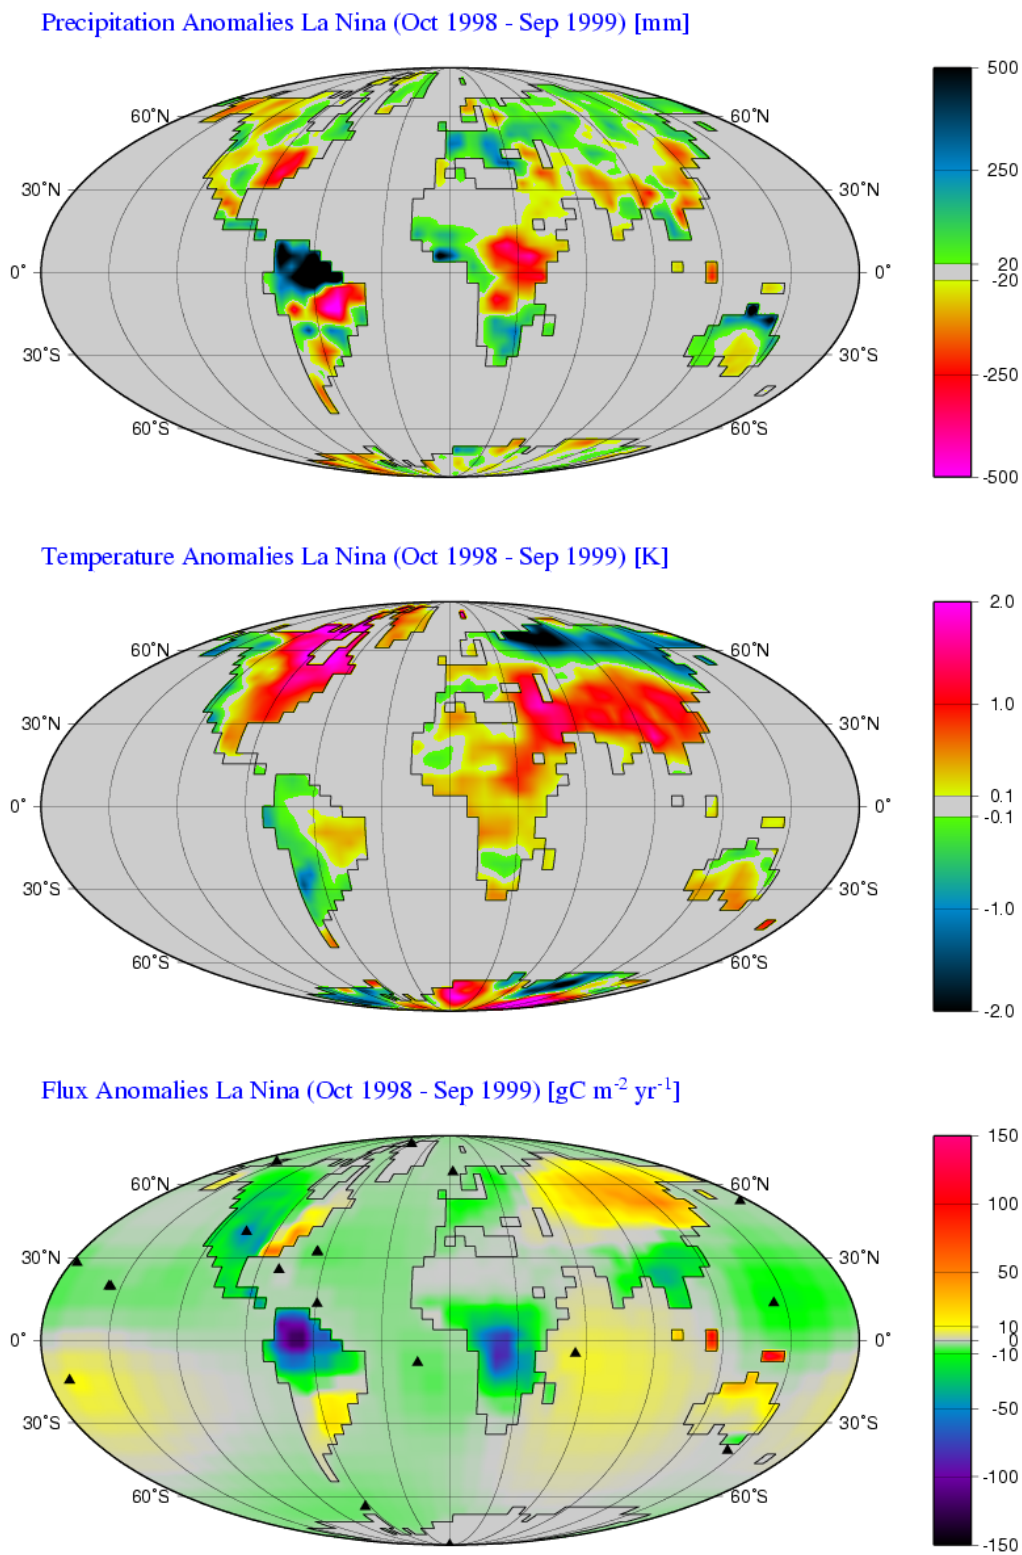 Precipitation Anomalies La Nina (Oct 1998 - Sep 1999) [mm]
500
60˚N 60˚N
250
30˚N 30˚N
20
0˚ 0˚
-20
30˚S 30˚S
-250
60˚S 60˚S
-500
Temperature Anomalies La Nina (Oct 1998 - Sep 1999) [K]
2.0
60˚N 60˚N
1.0
30˚N 30˚N
0.1
0˚ 0˚
-0.1
30˚S 30˚S
-1.0
60˚S 60˚S
-2.0
Flux Anomalies La Nina (Oct 1998 - Sep 1999) [gC m-2 yr-1]
150
60˚N 60˚N
100
30˚N 30˚N
50
10
0˚ 0˚ 0
-10
30˚S 30˚S
-50
-100
60˚S 60˚S
-150